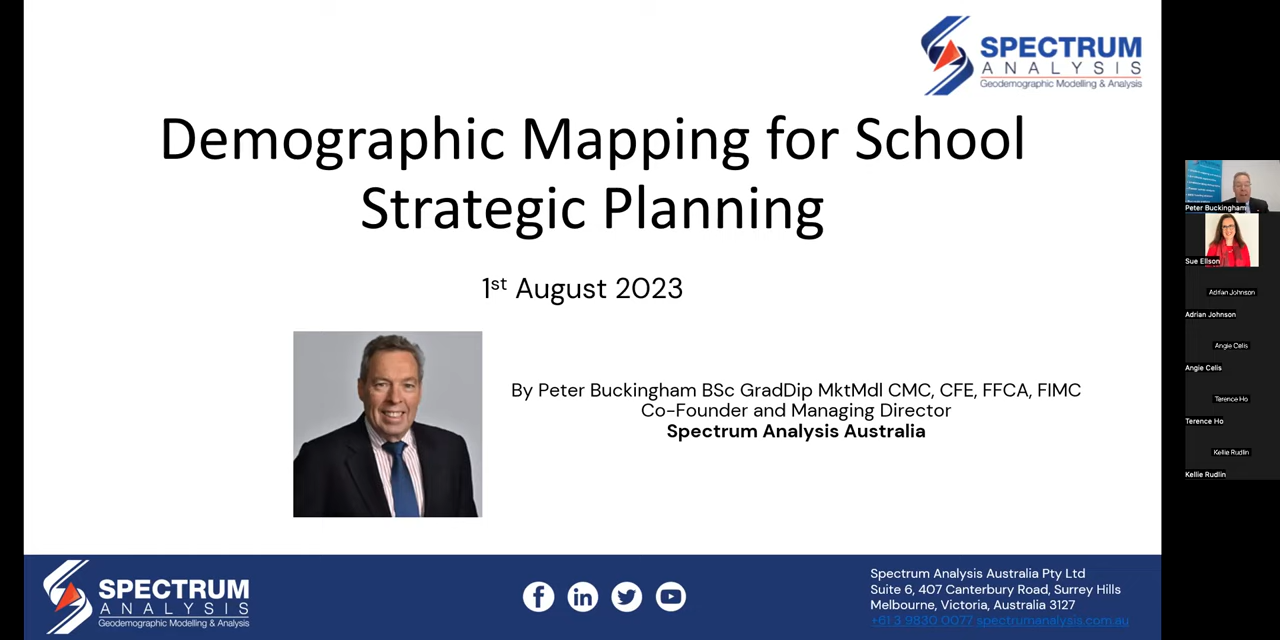 SPECTRUM
ANALYSIS
Geodemographic Modelling & Analysis
Demographic Mapping for School
Strategic Planning
1st August 2023
By Peter Buckingham BSc GradDip MktMdl CMC, CFE, FFCA, FIMC
Co-Founder and Managing Director
Spectrum Analysis Australia
SPECTRUM
ANALYSIS
Geodemographic Modelling & Analysis
Spectrum Analysis Australia Pty Ltd
Suite 6, 407 Canterbury Road, Surrey Hills
Melbourne, Victoria, Australia 3127
+61 3 9830 0077 spectrumanalysis.com.au
Peter Buckingham
Sue Ellson
Adrian Johnson
Adrian Johnson
Angie Celis
Angie Celis
Terence Ho
Terence Ho
Kellie Rudlin
Kellie Rudlin